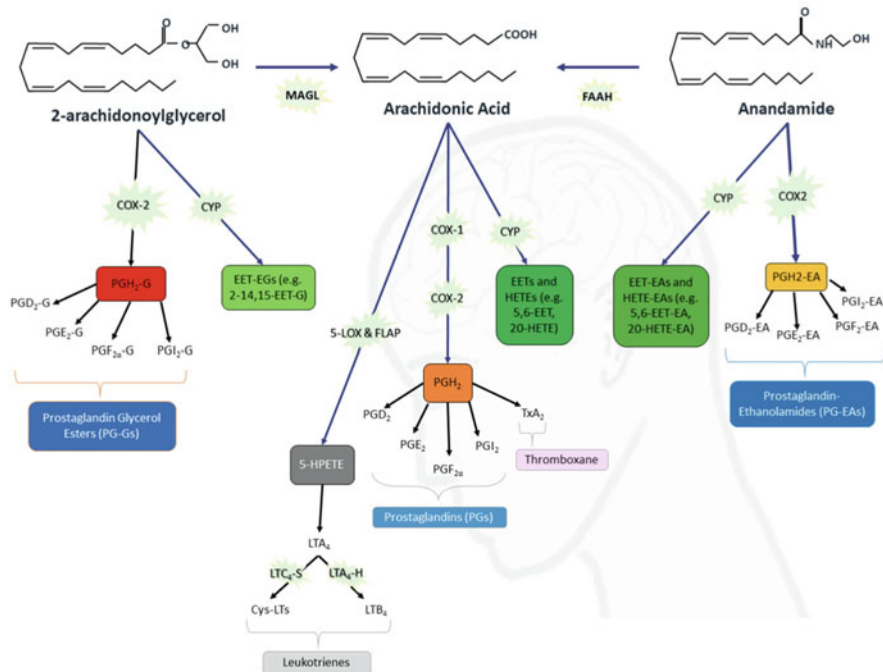 O
O
OH
OH
COOH
O
N
H
OH
MAGL
FAAH
2-arachidonoylglycerol
Arachidonic Acid
Anandamide
COX-2
CYP
COX-1
CYP
CYP
COX2
PGH₂-G
EET-EGs (e.g.
2-14,15-EET-G)
COX-2
EETs and
HETEs (e.g.
5,6-EET,
20-HETE)
EET-EAs and
HETE-EAs (e.g.
5,6-EET-EA,
20-HETE-EA)
PGH2-EA
PGD₂-G
PGE₂-G
PGF₂α-G
PGI₂-G
5-LOX & FLAP
PGI₂-EA
PGD₂-EA
PGE₂-EA
PGF₂-EA
Prostaglandin Glycerol
Esters (PG-Gs)
PGH₂
Prostaglandin-
Ethanolamides (PG-EAs)
PGD₂
PGE₂
PGF₂α
PGI₂
TxA₂
Thromboxane
5-HPETE
Prostaglandins (PGs)
LTA₄
LTC₄-S
LTA₄-H
Cys-LTs
LTB₄
Leukotrienes